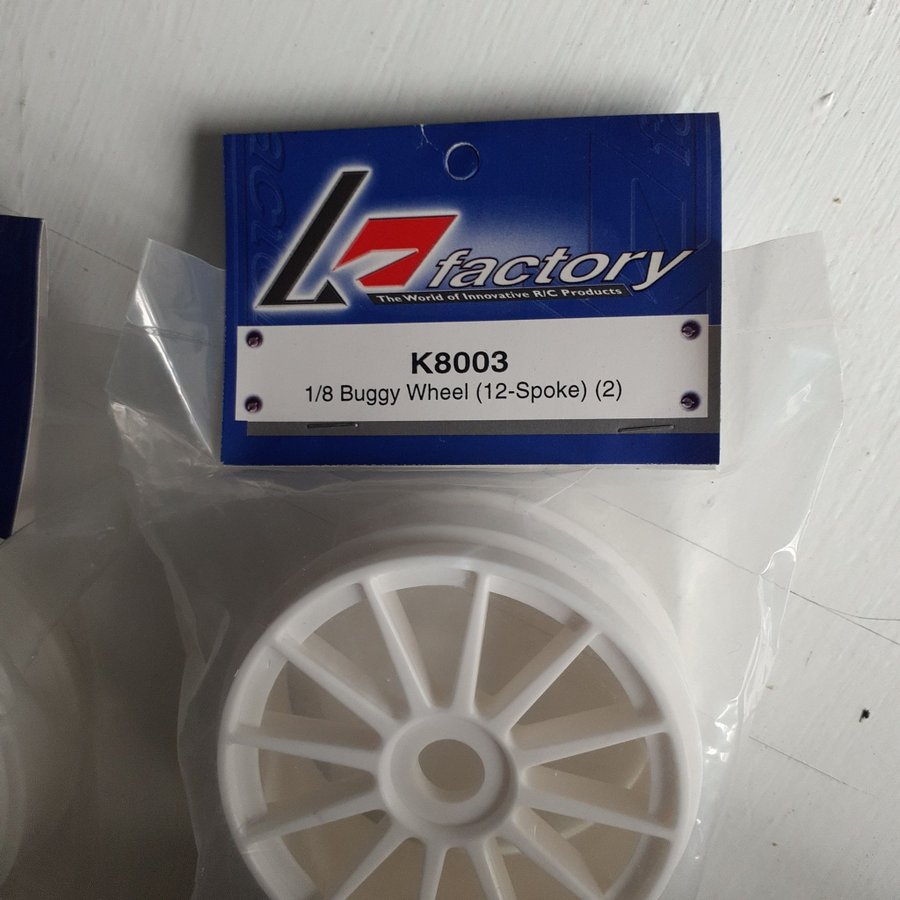 K factory
The World of Innovative R/C Products
K8003
1/8 Buggy Wheel (12-Spoke) (2)